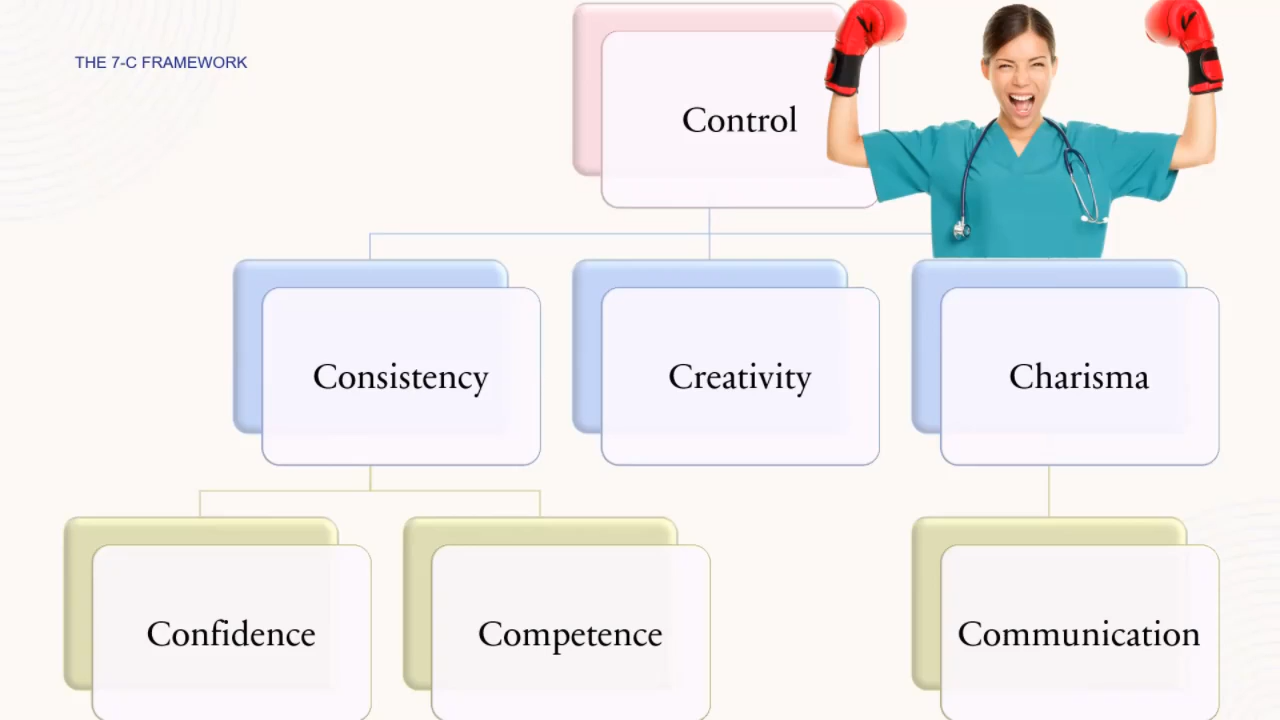 THE 7-C FRAMEWORK
Control
Consistency
Creativity
Charisma
Confidence
Competence
Communication